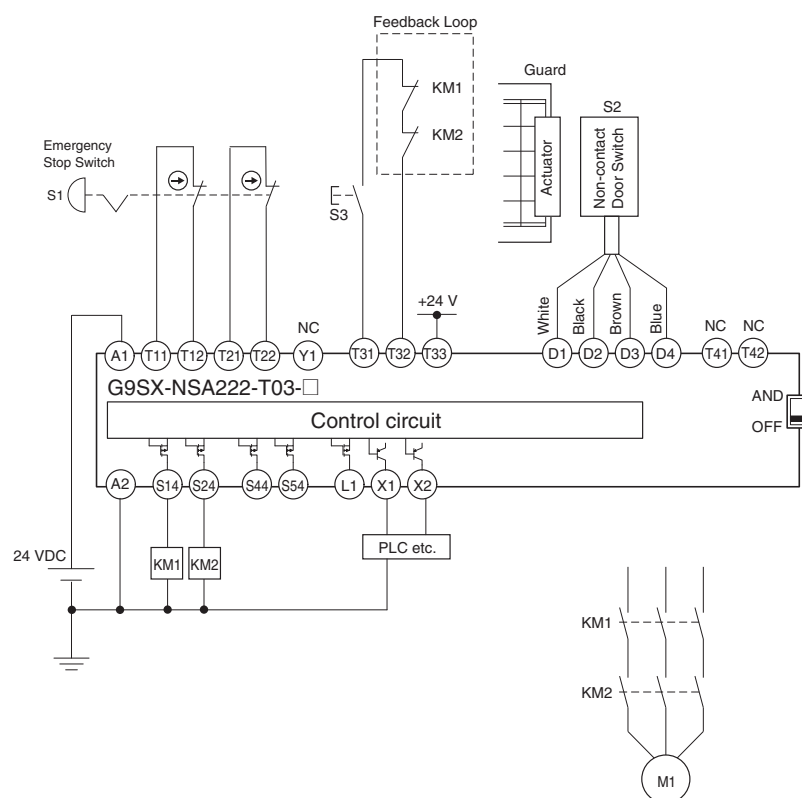 Feedback Loop
KM1
KM2
Guard
Actuator
S2
Non-contact
Door Switch
Emergency
Stop Switch
S1
S3
+24 V
White
Black
Brown
Blue
NC
NC
NC
A1
T11
T12
T21
T22
Y1
T31
T32
T33
D1
D2
D3
D4
T41
T42
G9SX-NSA222-T03-□
Control circuit
AND
OFF
A2
S14
S24
S44
S54
L1
X1
X2
24 VDC
KM1
KM2
PLC etc.
KM1
KM2
M1